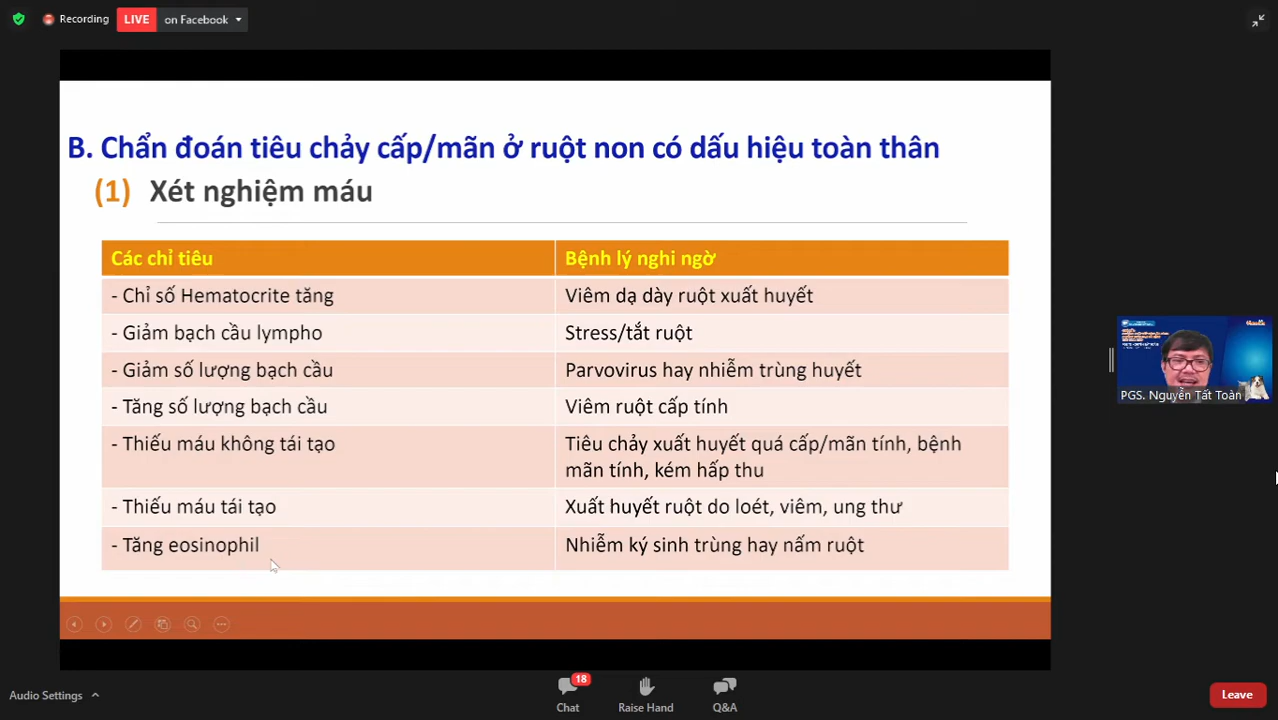 Recording LIVE on Facebook
B. Chẩn đoán tiêu chảy cấp/mãn ở ruột non có dấu hiệu toàn thân
(1) Xét nghiệm máu
Các chỉ tiêu Bệnh lý nghi ngờ
- Chỉ số Hematocrite tăng Viêm dạ dày ruột xuất huyết
- Giảm bạch cầu lympho Stress/tắt ruột
- Giảm số lượng bạch cầu Parvovirus hay nhiễm trùng huyết
- Tăng số lượng bạch cầu Viêm ruột cấp tính
- Thiếu máu không tái tạo Tiêu chảy xuất huyết quá cấp/mãn tính, bệnh
mãn tính, kém hấp thu
- Thiếu máu tái tạo Xuất huyết ruột do loét, viêm, ung thư
- Tăng eosinophil Nhiễm ký sinh trùng hay nấm ruột
PGS. Nguyễn Tất Toàn
Audio Settings
18
Chat Raise Hand Q&A Leave